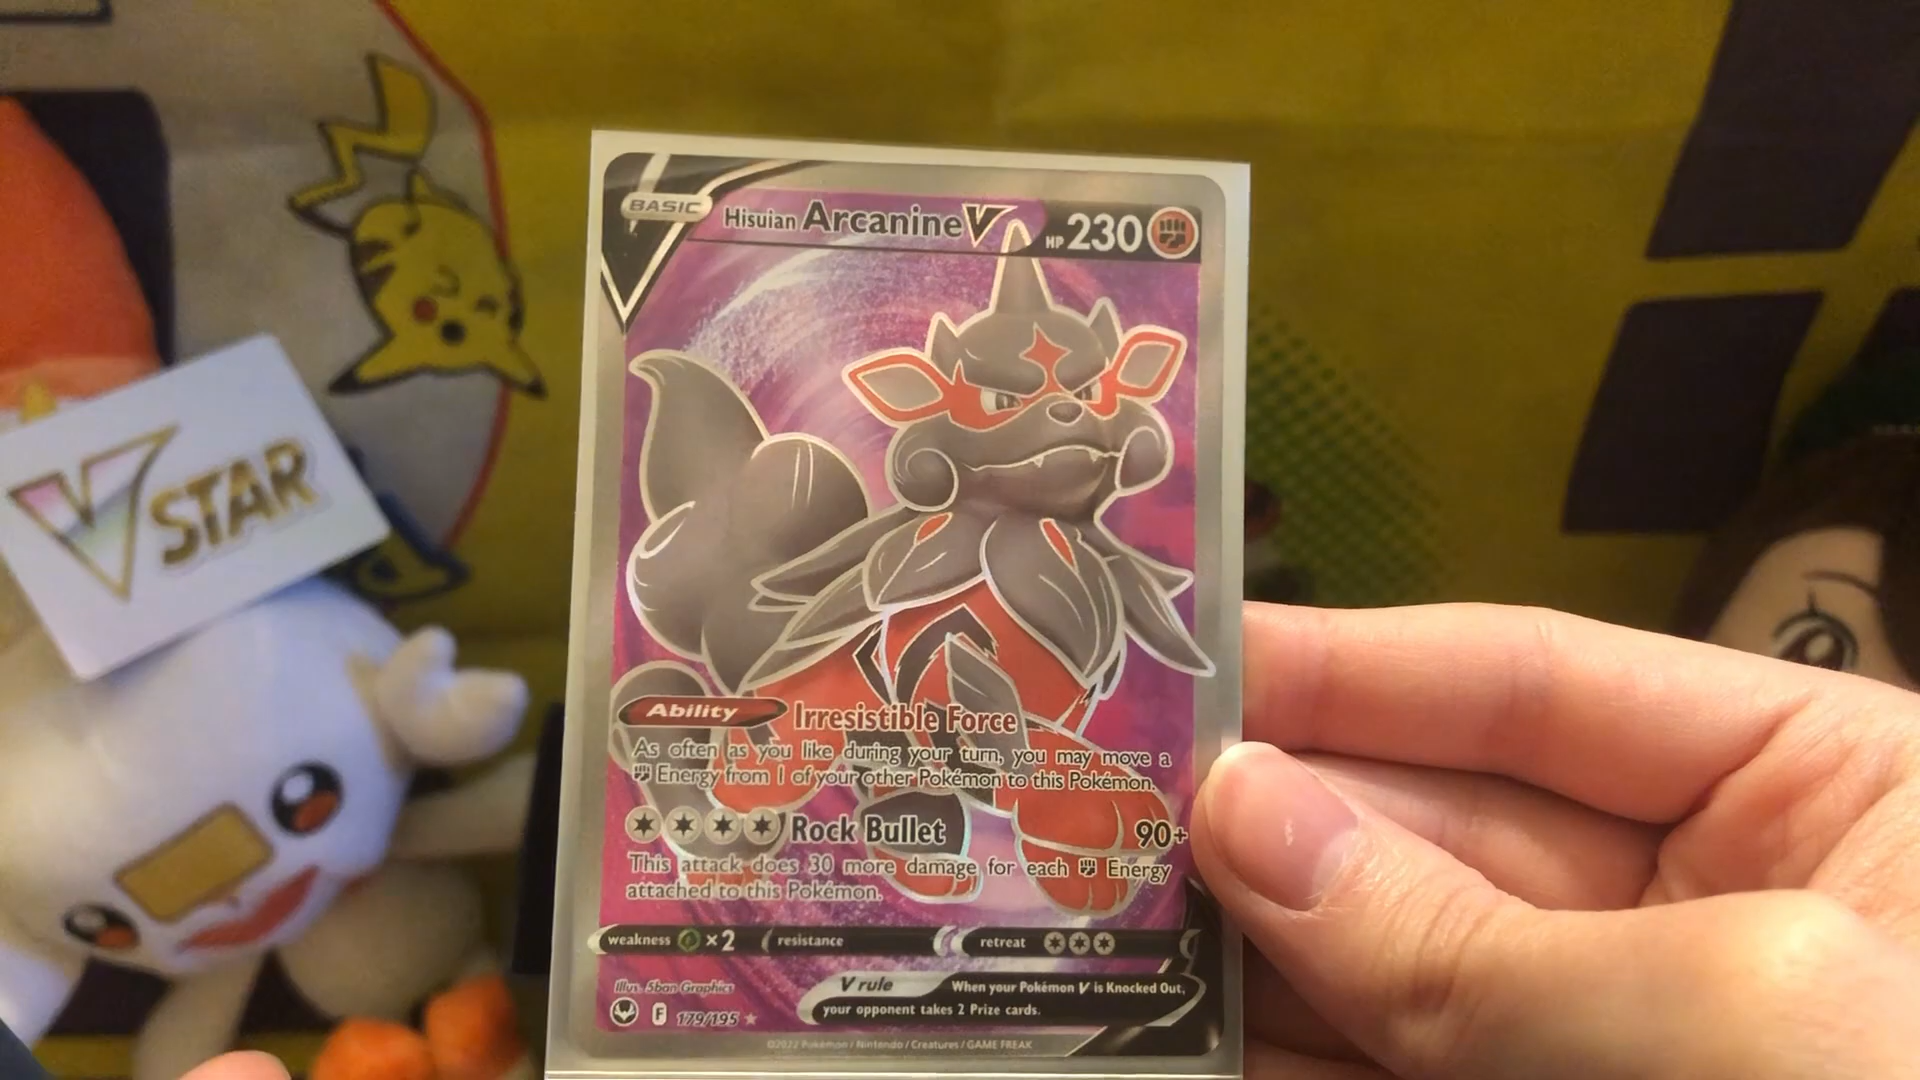 V STAR
BASIC
Hisuian Arcanine V
HP 230
Ability Irresistible Force
As often as you like during your turn, you may move a
Energy from 1 of your other Pokémon to this Pokémon.
Rock Bullet 90+
This attack does 30 more damage for each Energy
attached to this Pokémon.
weakness ×2 resistance retreat
Illus. 5ban Graphics
V rule When your Pokémon V is Knocked Out,
your opponent takes 2 Prize cards.
F 179/195
©2022 Pokémon / Nintendo / Creatures / GAME FREAK